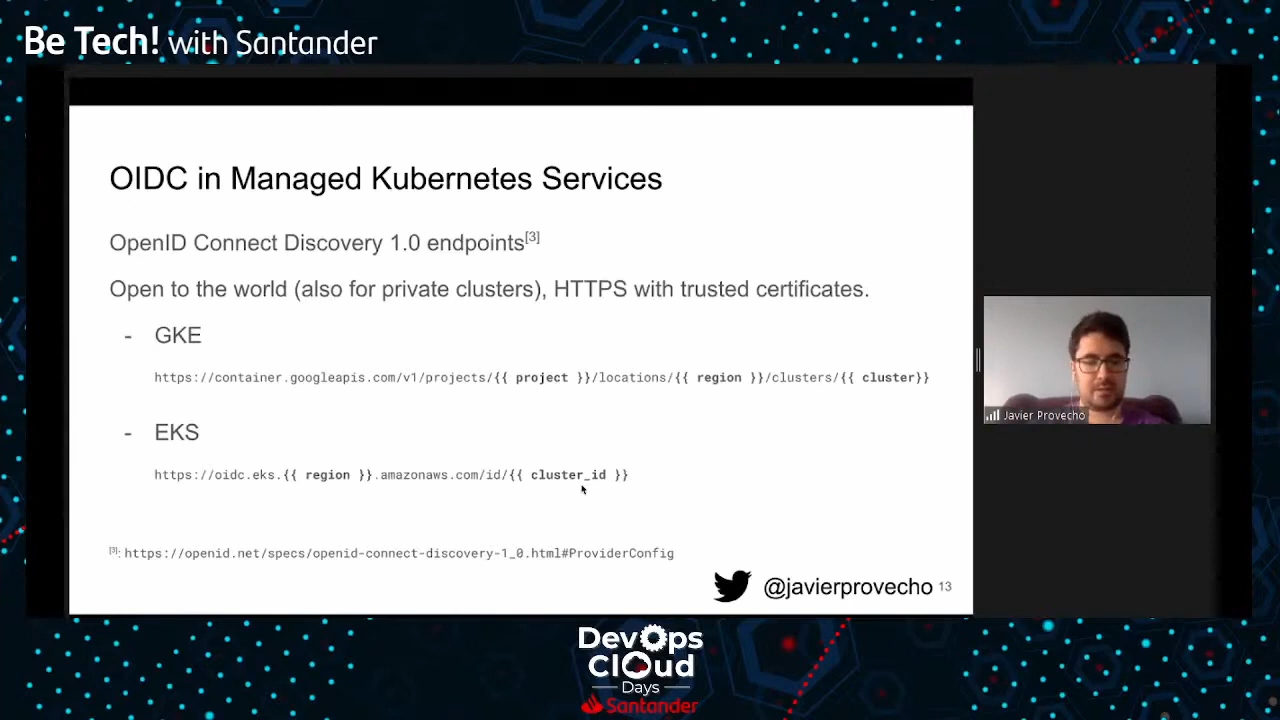 Be Tech! with Santander
OIDC in Managed Kubernetes Services
OpenID Connect Discovery 1.0 endpoints[3]
Open to the world (also for private clusters), HTTPS with trusted certificates.
- GKE
https://container.googleapis.com/v1/projects/{{ project }}/locations/{{ region }}/clusters/{{ cluster}}
- EKS
https://oidc.eks.{{ region }}.amazonaws.com/id/{{ cluster_id }}
[3]: https://openid.net/specs/openid-connect-discovery-1_0.html#ProviderConfig
@javierprovecho 13
Javier Provecho
DevOps
Cloud
Days
Santander